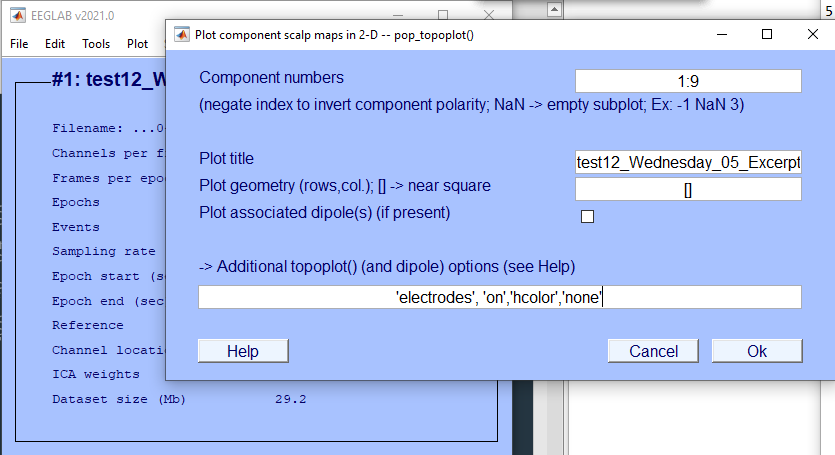 EEGLAB v2021.0
File Edit Tools Plot
#1: test12_W
Filename: ...0
Channels per f
Frames per epo
Epochs
Events
Sampling rate
Epoch start (s
Epoch end (sec
Reference
Channel locati
ICA weights
Dataset size (Mb) 29.2
Plot component scalp maps in 2-D -- pop_topoplot()
Component numbers 1:9
(negate index to invert component polarity; NaN -> empty subplot; Ex: -1 NaN 3)
Plot title test12_Wednesday_05_Excerpt
Plot geometry (rows,col.); [] -> near square []
Plot associated dipole(s) (if present)
-> Additional topoplot() (and dipole) options (see Help)
'electrodes', 'on','hcolor','none'
Help Cancel Ok
5